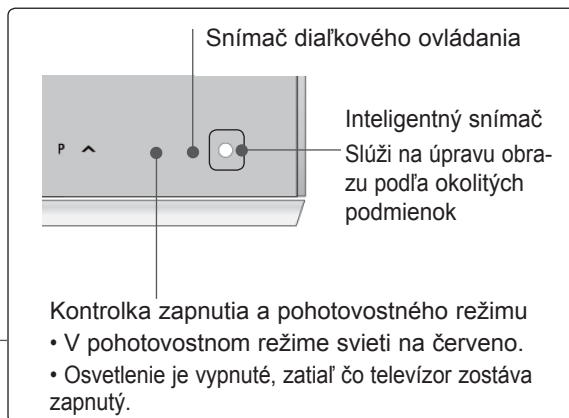 Snímač diaľkového ovládania
Inteligentný snímač
Slúži na úpravu obra-
zu podľa okolitých
podmienok
P
Kontrolka zapnutia a pohotovostného režimu
• V pohotovostnom režime svieti na červeno.
• Osvetlenie je vypnuté, zatiaľ čo televízor zostáva
zapnutý.